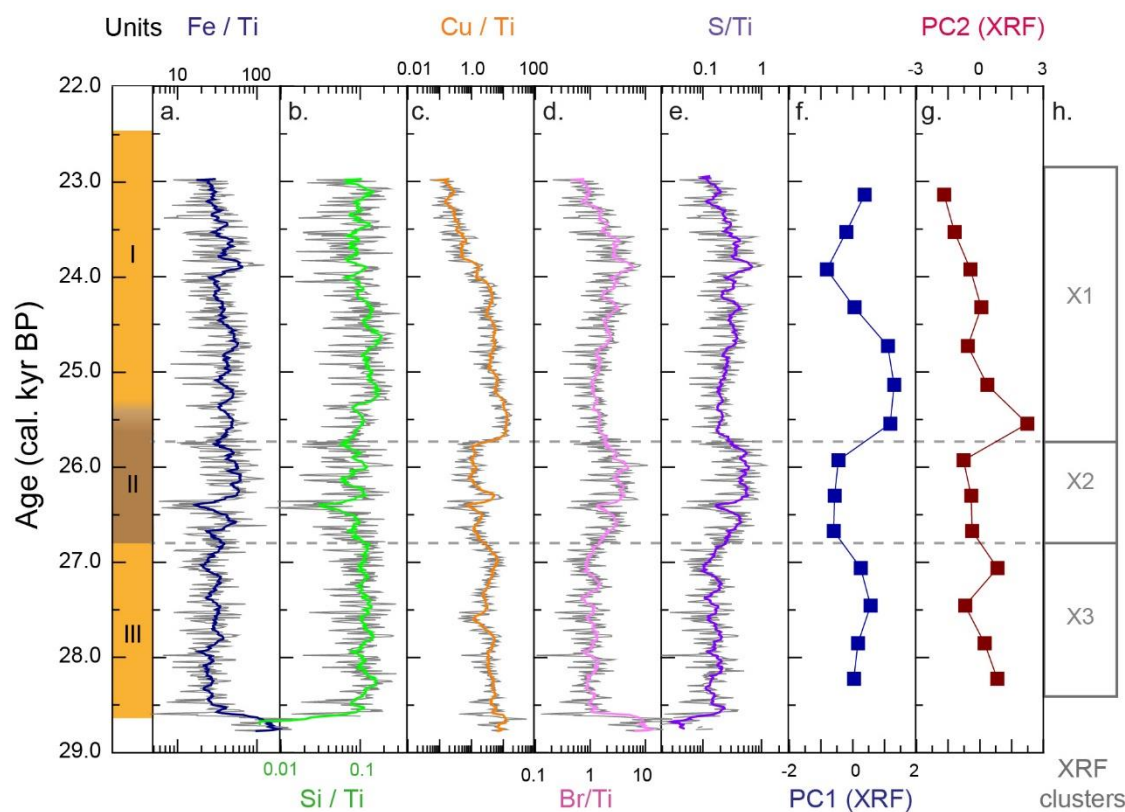 Units Fe / Ti Cu / Ti S/Ti PC2 (XRF)
10 100 0.01 1.0 100 0.1 1 -3 0 3
22.0 a. b. c. d. e. f. g. h.
23.0
I
24.0
X1
25.0
26.0
II X2
27.0
III X3
28.0
29.0
Age (cal. kyr BP)
0.01 0.1 0.1 1 10 -2 0 2 XRF
Si / Ti Br/Ti PC1 (XRF) clusters